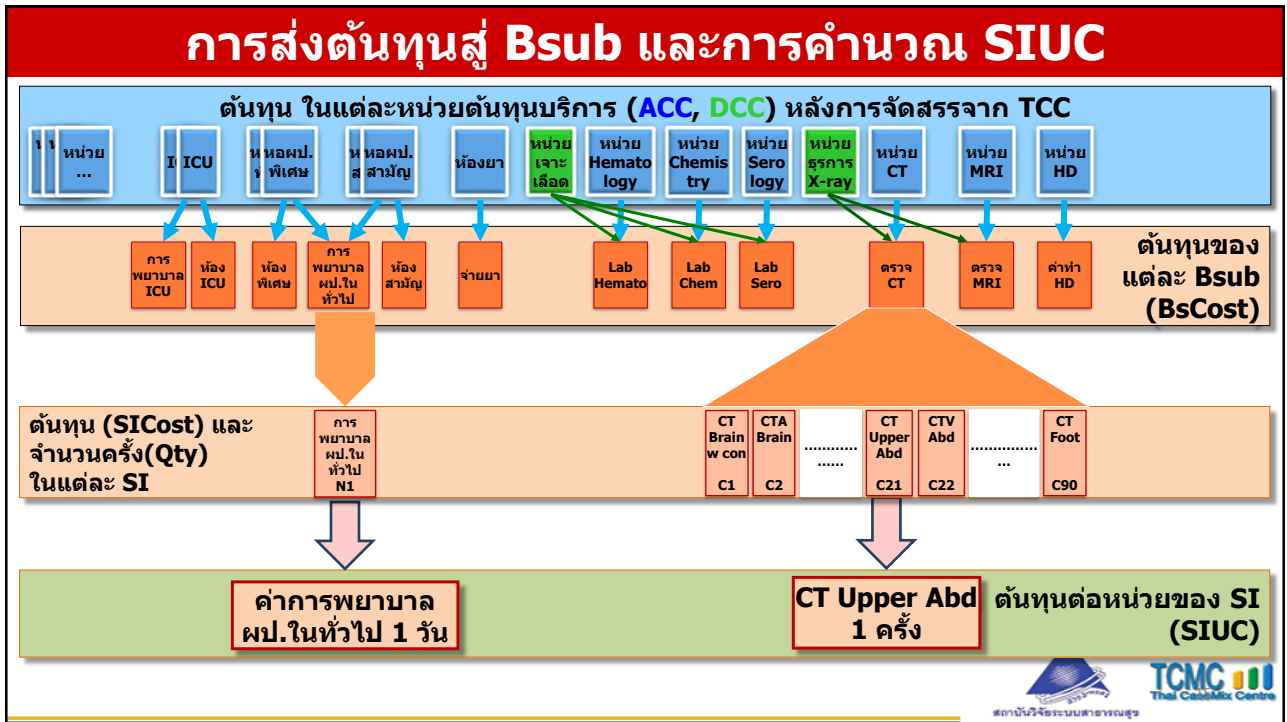 การส่งต้นทุนสู่ Bsub และการคำนวณ SIUC
ต้นทุน ในแต่ละหน่วยต้นทุนบริการ (ACC, DCC) หลังการจัดสรรจาก TCC
หน่วย
...
ICU
หอผป.
พิเศษ
หอผป.
สามัญ
ห้องยา
หน่วย
เจาะ
เลือด
หน่วย
Hemato
logy
หน่วย
Chemis
try
หน่วย
Sero
logy
หน่วย
ธุรการ
X-ray
หน่วย
CT
หน่วย
MRI
หน่วย
HD
การ
พยาบาล
ICU
ห้อง
ICU
ห้อง
พิเศษ
การ
พยาบาล
ผป.ใน
ทั่วไป
ห้อง
สามัญ
จ่ายยา
Lab
Hemato
Lab
Chem
Lab
Sero
ตรวจ
CT
ตรวจ
MRI
ค่าทำ
HD
ต้นทุนของ
แต่ละ Bsub
(BsCost)
ต้นทุน (SICost) และ
จำนวนครั้ง(Qty)
ในแต่ละ SI
การ
พยาบาล
ผป.ใน
ทั่วไป
N1
CT
Brain
w con
C1
CTA
Brain
C2
.............
......
CT
Upper
Abd
C21
CTV
Abd
C22
................
...
CT
Foot
C90
ค่าการพยาบาล
ผป.ในทั่วไป 1 วัน
CT Upper Abd
1 ครั้ง
ต้นทุนต่อหน่วยของ SI
(SIUC)
สถาบันวิจัยระบบสาธารณสุข
TCMC
Thai CaseMix Centre